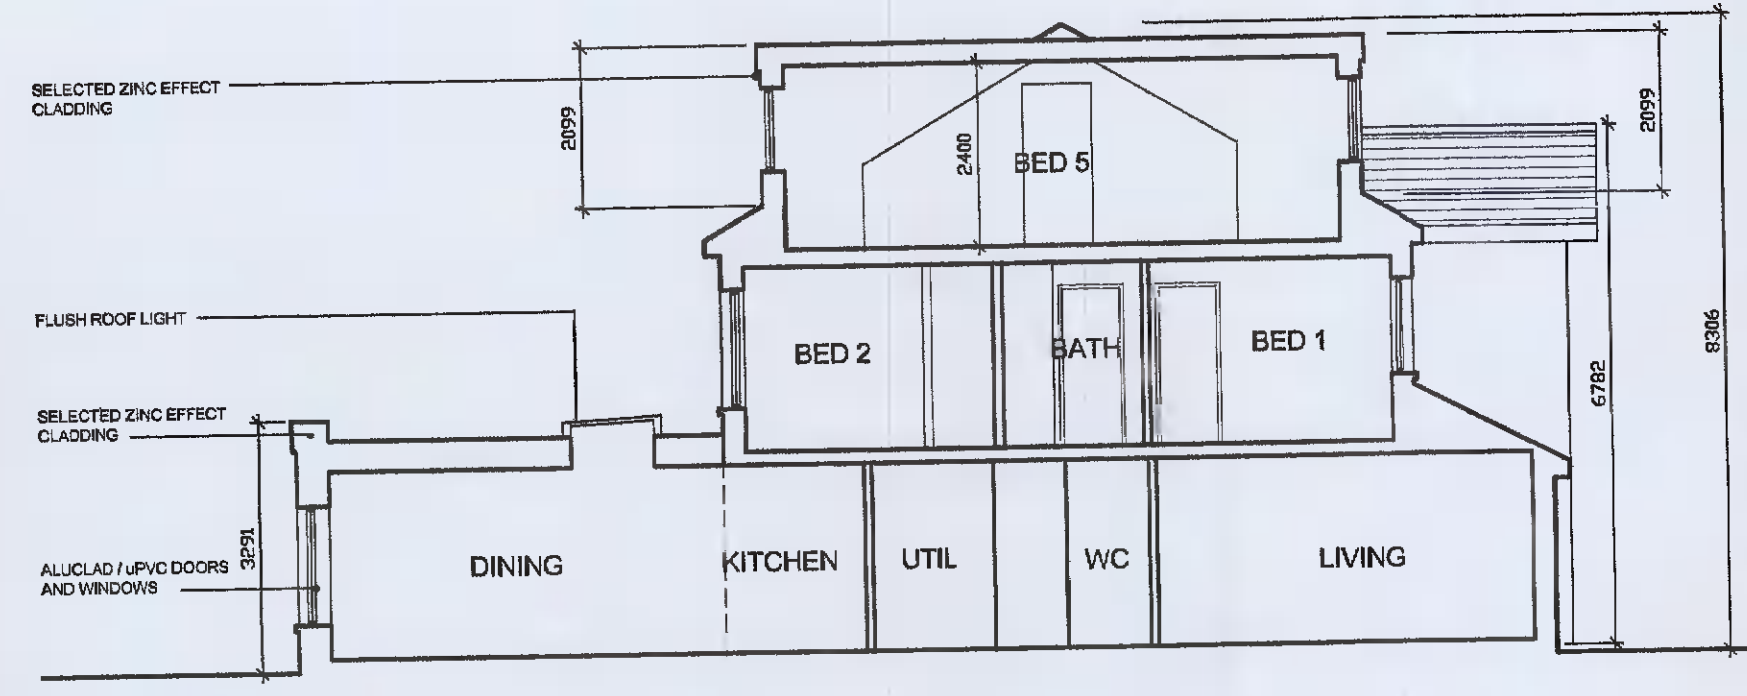 SELECTED ZINC EFFECT
CLADDING
2099
2400
BED 5
2099
8306
6782
FLUSH ROOF LIGHT
BED 2
BATH
BED 1
SELECTED ZINC EFFECT
CLADDING
3291
ALUCLAD / uPVC DOORS
AND WINDOWS
DINING
KITCHEN
UTIL
WC
LIVING